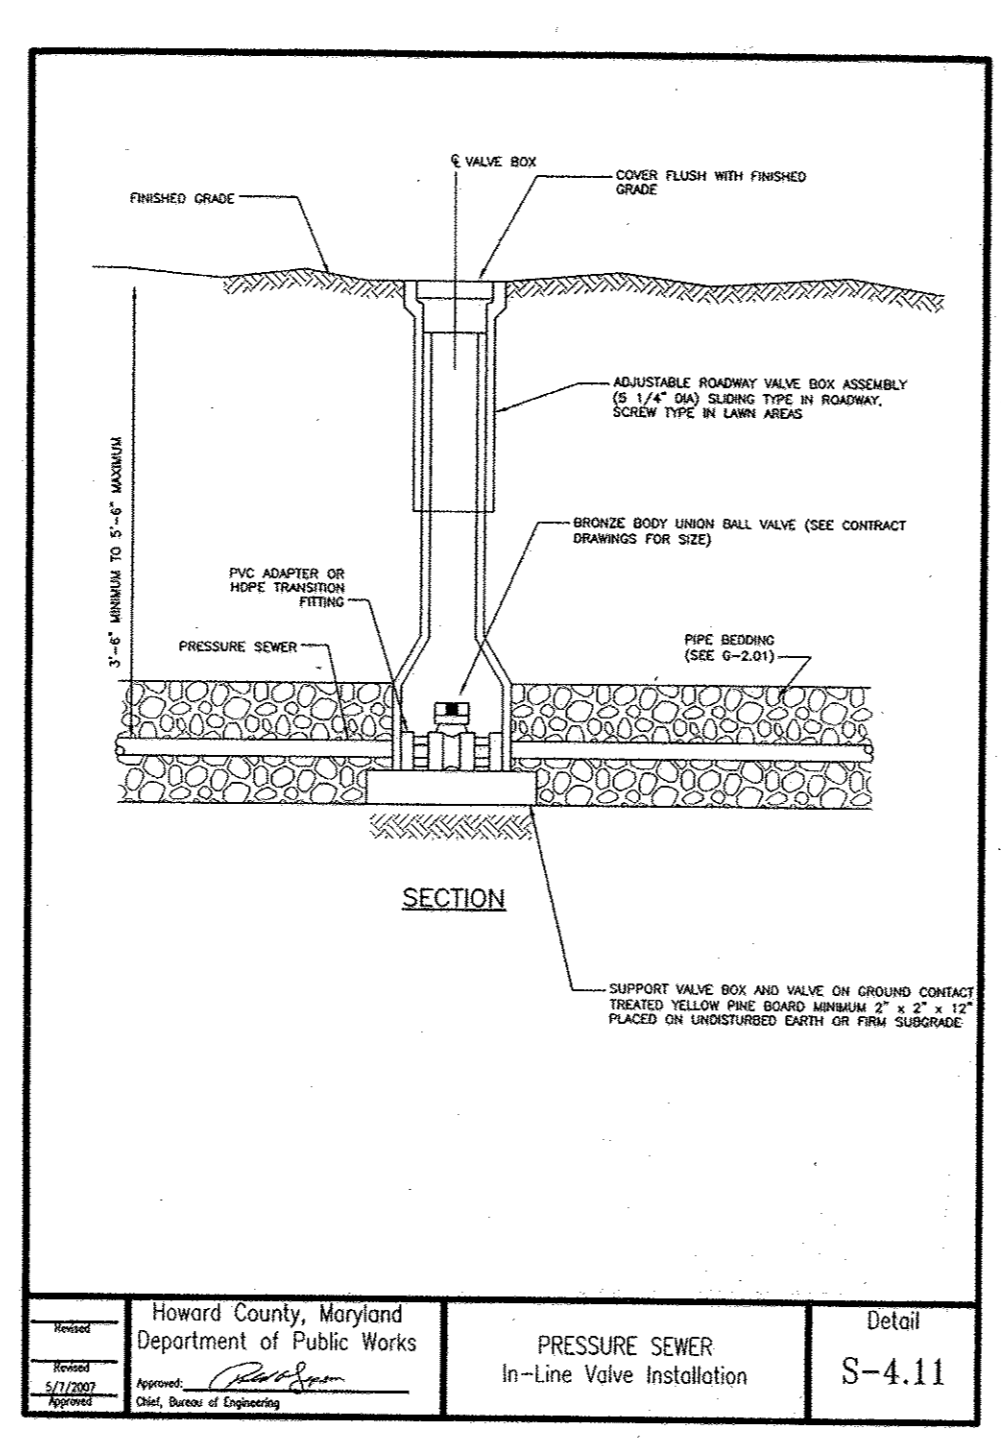 ℄ VALVE BOX
COVER FLUSH WITH FINISHED
GRADE
FINISHED GRADE
ADJUSTABLE ROADWAY VALVE BOX ASSEMBLY
(5 1/4" DIA) SLIDING TYPE IN ROADWAY.
SCREW TYPE IN LAWN AREAS
3'-6" MINIMUM TO 5'-6" MAXIMUM
BRONZE BODY UNION BALL VALVE (SEE CONTRACT
DRAWINGS FOR SIZE)
PVC ADAPTER OR
HDPE TRANSITION
FITTING
PRESSURE SEWER
PIPE BEDDING
(SEE G-2.01)
SECTION
SUPPORT VALVE BOX AND VALVE ON GROUND CONTACT
TREATED YELLOW PINE BOARD MINIMUM 2" x 2" x 12"
PLACED ON UNDISTURBED EARTH OR FIRM SUBGRADE
Revised
Revised
5/7/2007
Approved
Howard County, Maryland
Department of Public Works
Approved:
Chief, Bureau of Engineering
PRESSURE SEWER
In-Line Valve Installation
Detail
S-4.11